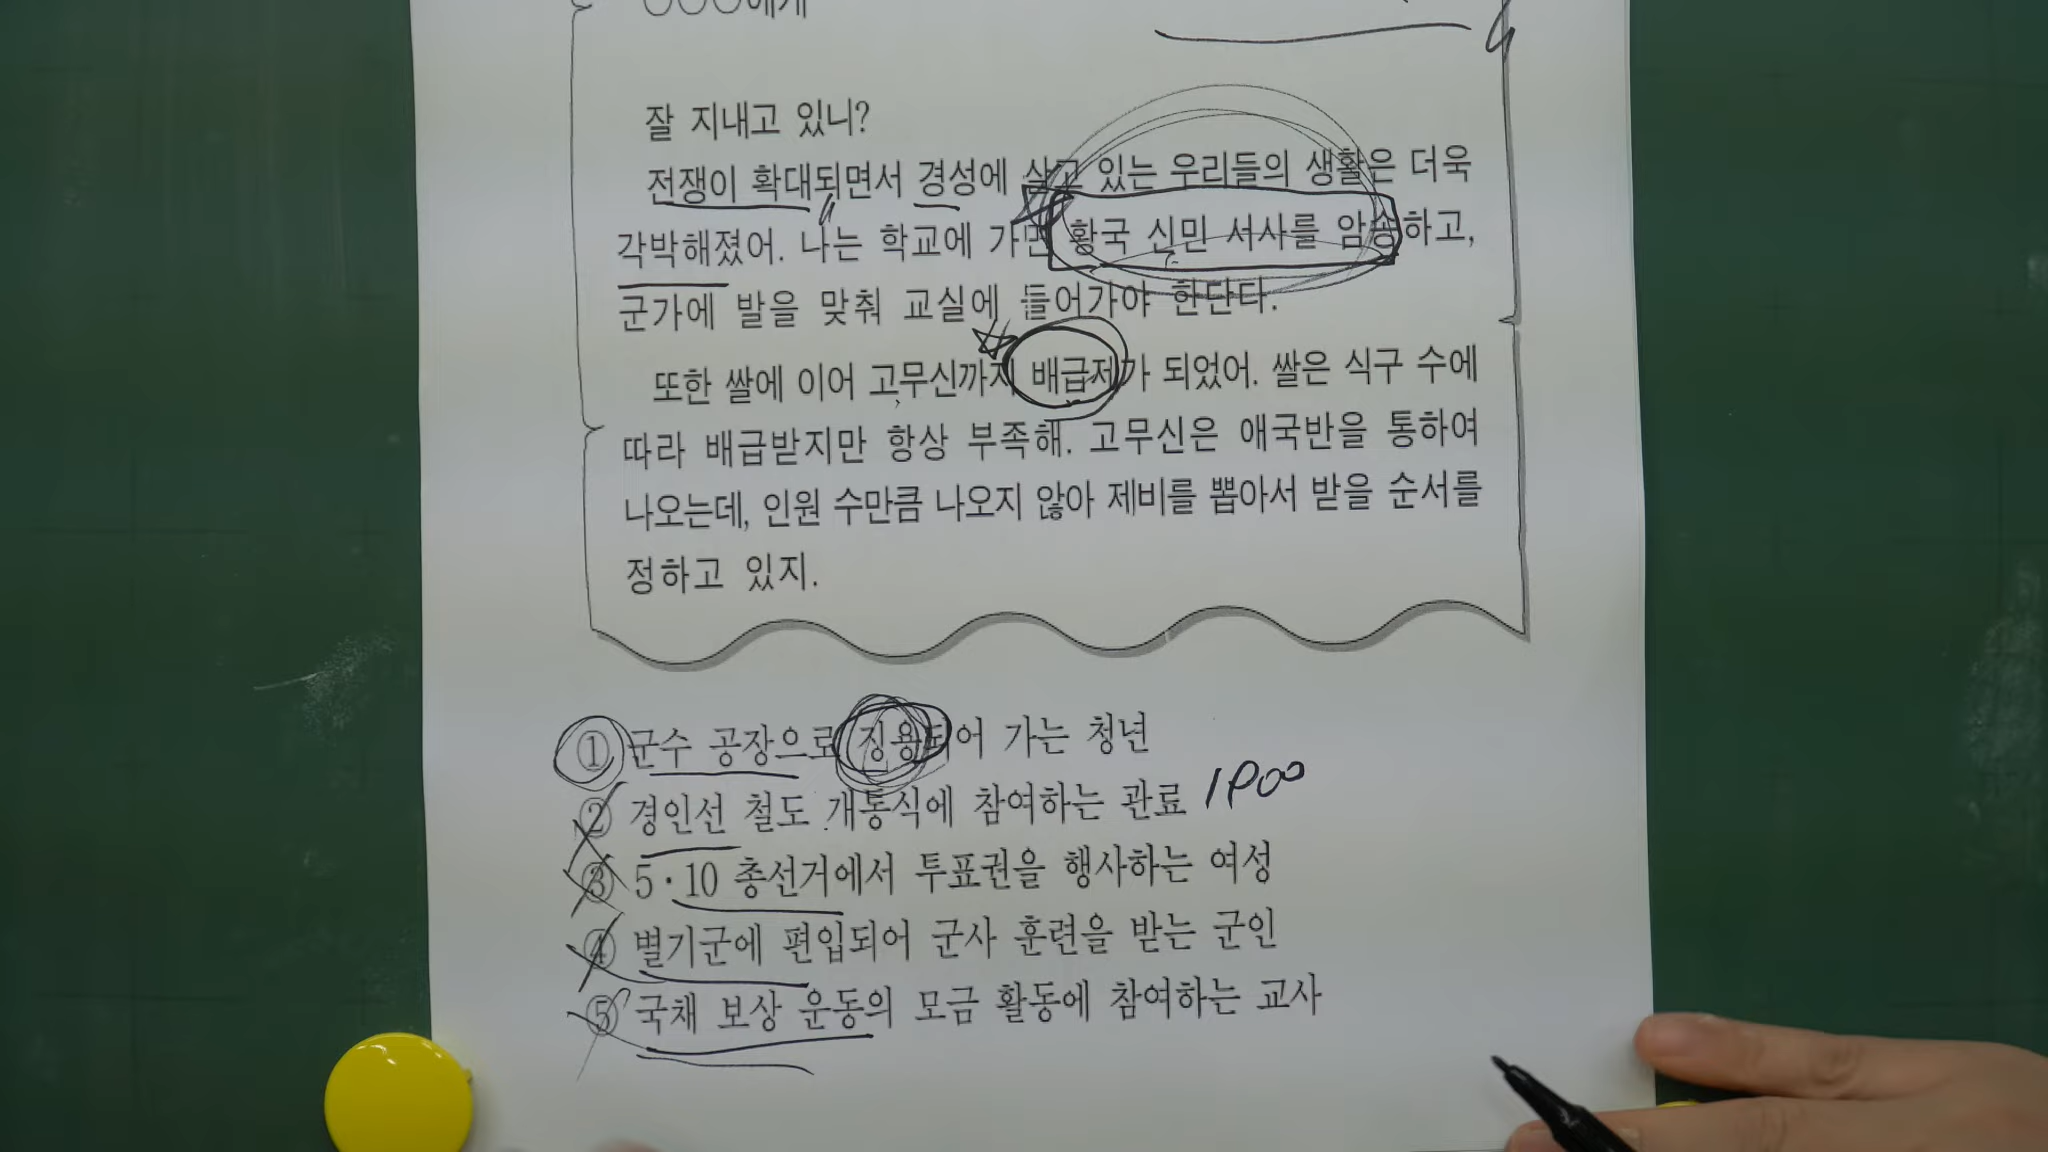 ○○○에게
잘 지내고 있니?
전쟁이 확대되면서 경성에 살고 있는 우리들의 생활은 더욱
각박해졌어. 나는 학교에 가면 황국 신민 서사를 암송하고,
군가에 발을 맞춰 교실에 들어가야 한단다.
또한 쌀에 이어 고무신까지 배급제가 되었어. 쌀은 식구 수에
따라 배급받지만 항상 부족해. 고무신은 애국반을 통하여
나오는데, 인원 수만큼 나오지 않아 제비를 뽑아서 받을 순서를
정하고 있지.
① 군수 공장으로 징용되어 가는 청년
② 경인선 철도 개통식에 참여하는 관료 1900
③ 5·10 총선거에서 투표권을 행사하는 여성
④ 별기군에 편입되어 군사 훈련을 받는 군인
⑤ 국채 보상 운동의 모금 활동에 참여하는 교사